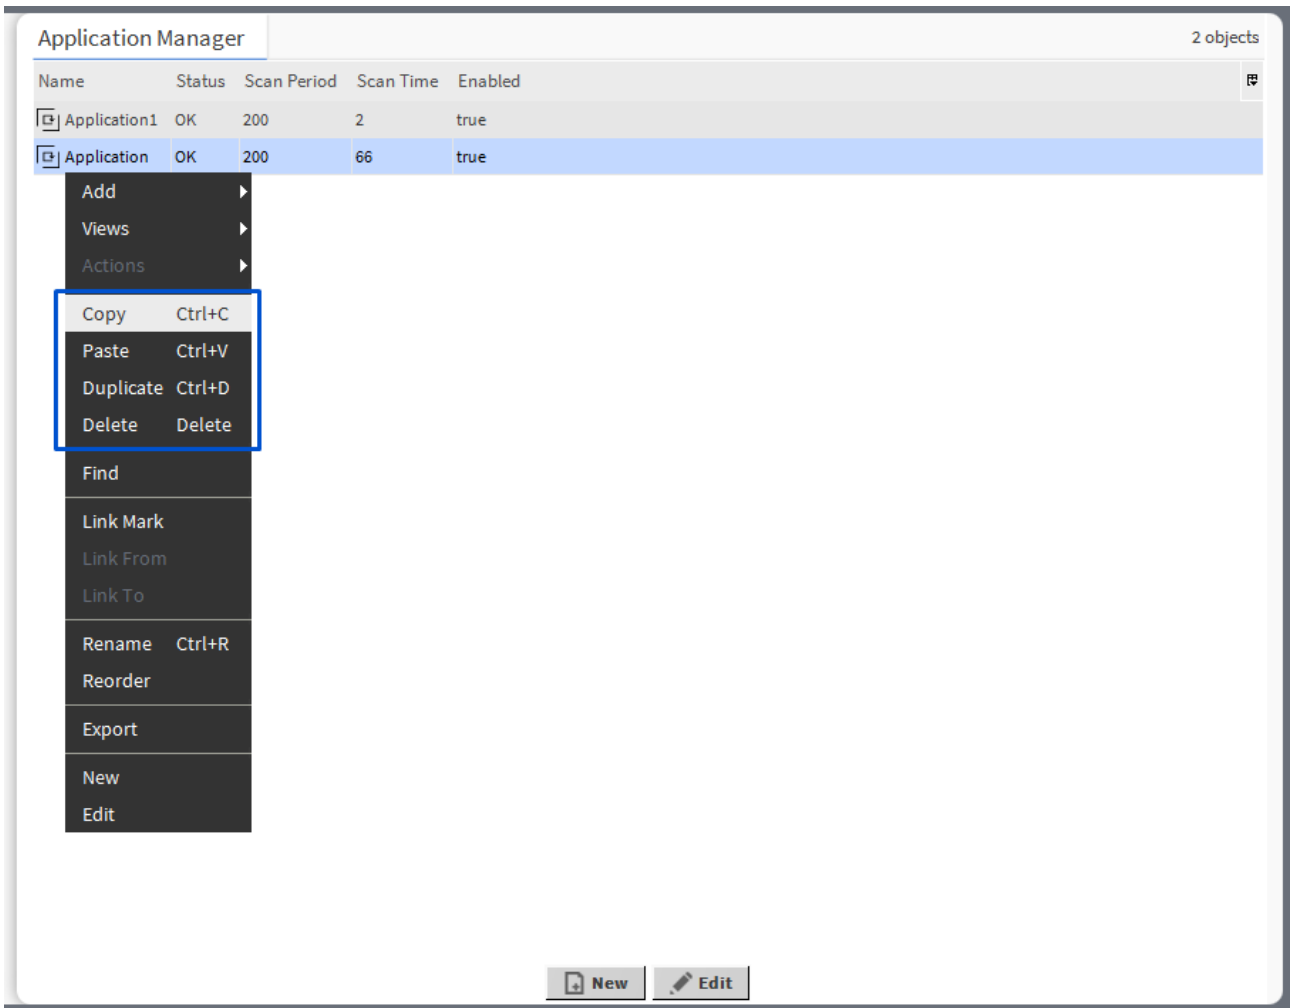 Application Manager 2 objects
Name Status Scan Period Scan Time Enabled
Application1 OK 200 2 true
Application OK 200 66 true
Add
Views
Actions
Copy Ctrl+C
Paste Ctrl+V
Duplicate Ctrl+D
Delete Delete
Find
Link Mark
Link From
Link To
Rename Ctrl+R
Reorder
Export
New
Edit
New Edit